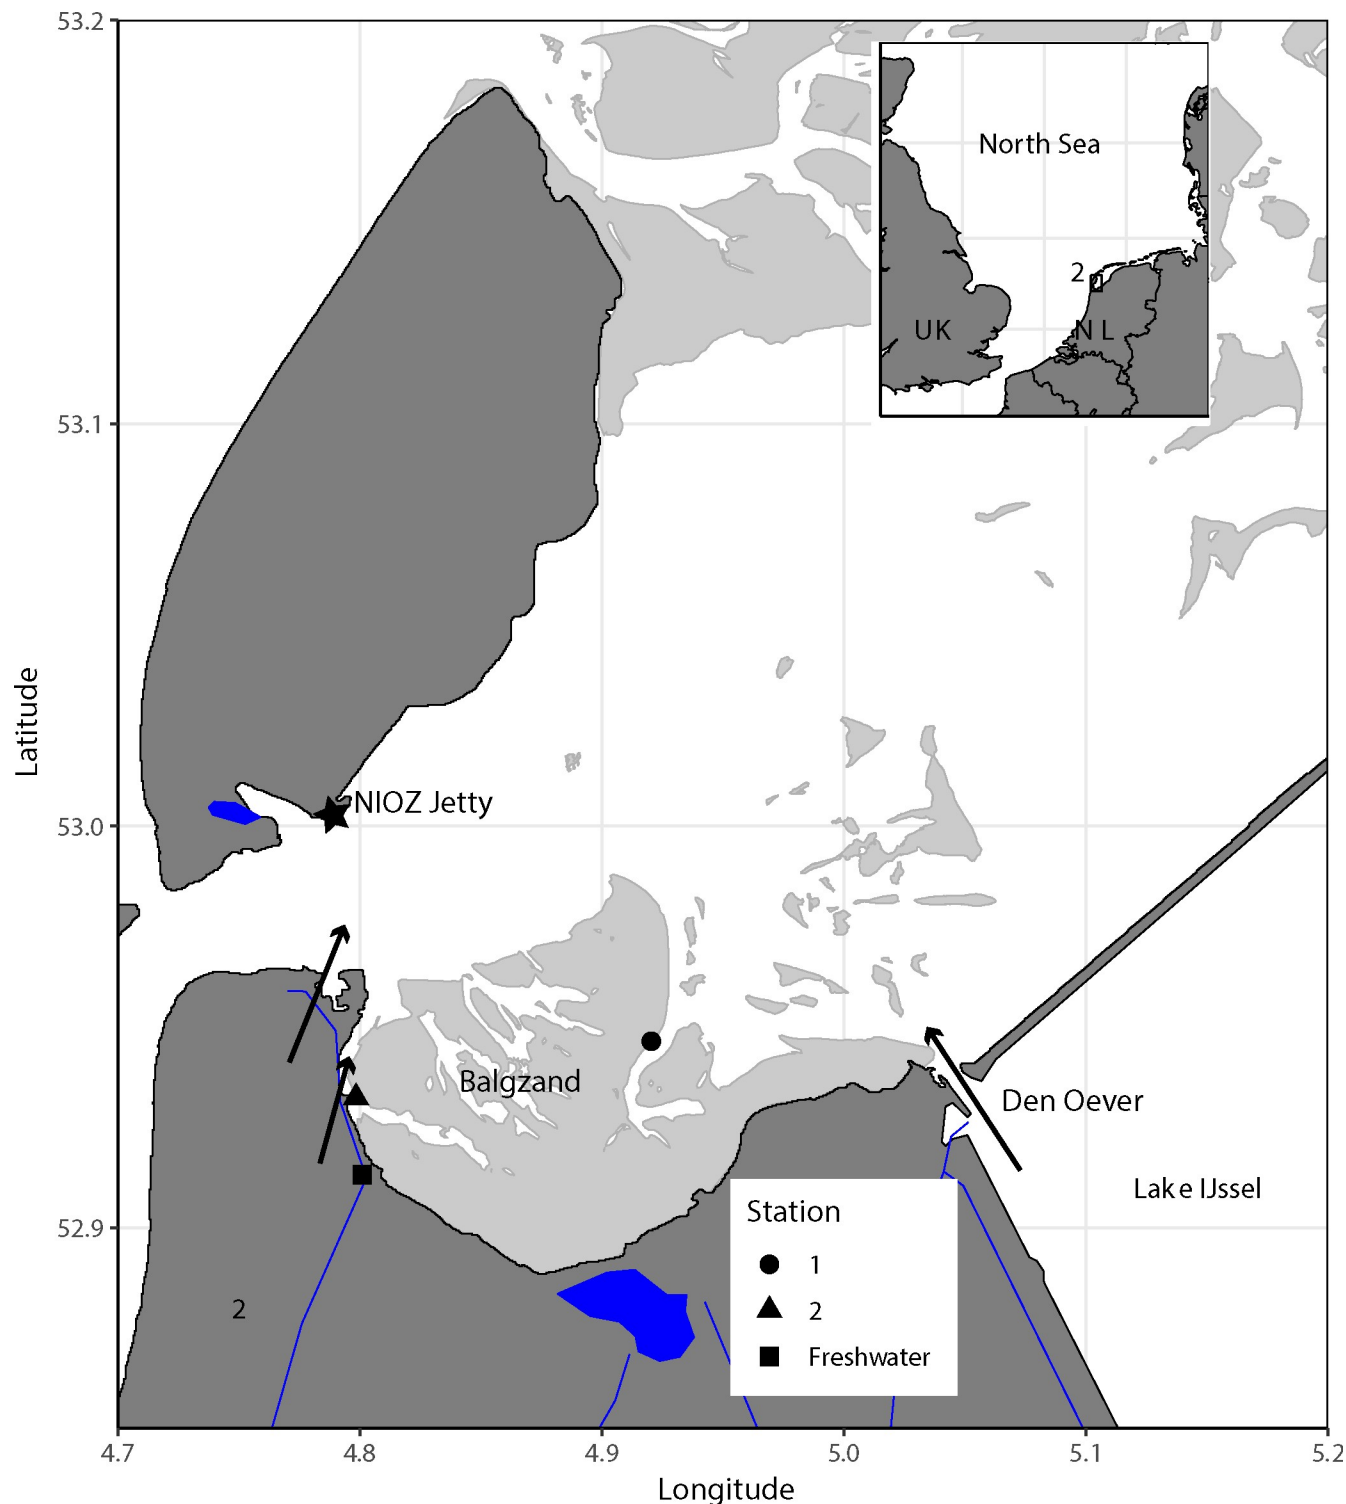 53.2
North Sea
2
UK
NL
53.1
Latitude
NIOZ Jetty
53.0
Balgzand
Den Oever
Lake IJssel
52.9
Station
1
2
Freshwater
2
4.7
4.8
4.9
5.0
5.1
5.2
Longitude